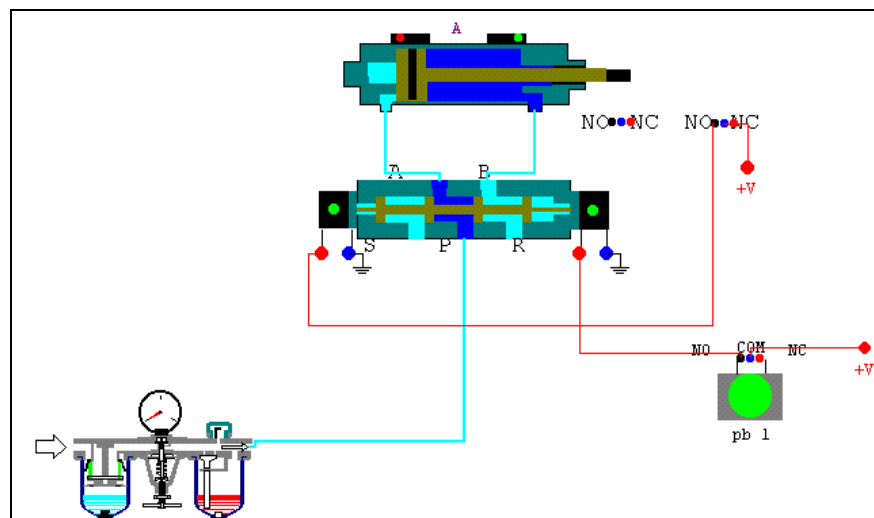 A
NO NC NO NC
+V
A B
S P R
NO COM NC
+V
pb 1